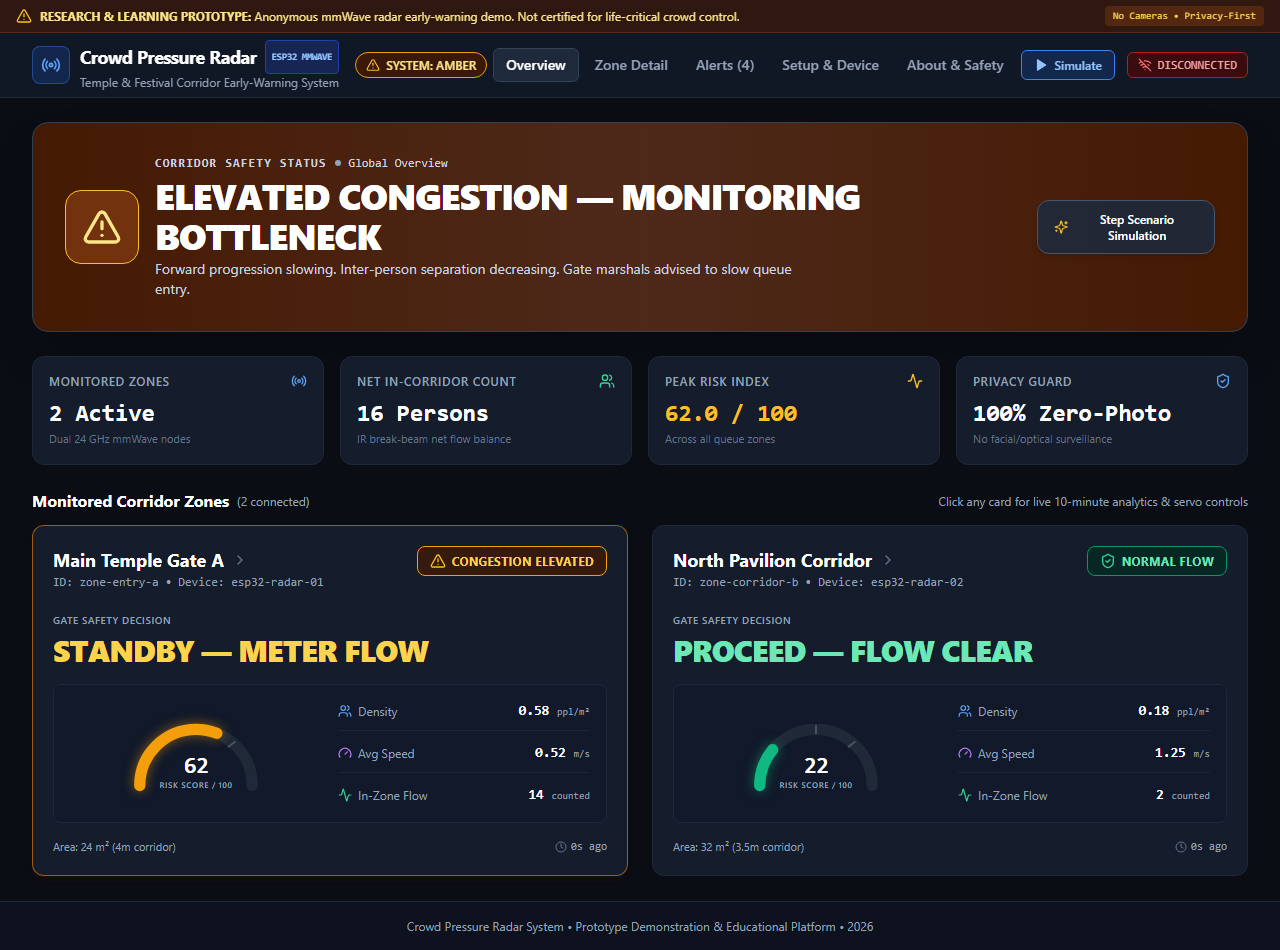 RESEARCH & LEARNING PROTOTYPE: Anonymous mmWave radar early-warning demo. Not certified for life-critical crowd control.
No Cameras • Privacy-First
Crowd Pressure Radar
ESP32 MMWAVE
Temple & Festival Corridor Early-Warning System
SYSTEM: AMBER
Overview
Zone Detail
Alerts (4)
Setup & Device
About & Safety
Simulate
DISCONNECTED
CORRIDOR SAFETY STATUS • Global Overview
ELEVATED CONGESTION — MONITORING
BOTTLENECK
Forward progression slowing. Inter-person separation decreasing. Gate marshals advised to slow queue
entry.
Step Scenario
Simulation
MONITORED ZONES
2 Active
Dual 24 GHz mmWave nodes
NET IN-CORRIDOR COUNT
16 Persons
IR break-beam net flow balance
PEAK RISK INDEX
62.0 / 100
Across all queue zones
PRIVACY GUARD
100% Zero-Photo
No facial/optical surveillance
Monitored Corridor Zones (2 connected)
Click any card for live 10-minute analytics & servo controls
Main Temple Gate A
ID: zone-entry-a • Device: esp32-radar-01
CONGESTION ELEVATED
GATE SAFETY DECISION
STANDBY — METER FLOW
62
RISK SCORE / 100
Density 0.58 ppl/m²
Avg Speed 0.52 m/s
In-Zone Flow 14 counted
Area: 24 m² (4m corridor)
0s ago
North Pavilion Corridor
ID: zone-corridor-b • Device: esp32-radar-02
NORMAL FLOW
GATE SAFETY DECISION
PROCEED — FLOW CLEAR
22
RISK SCORE / 100
Density 0.18 ppl/m²
Avg Speed 1.25 m/s
In-Zone Flow 2 counted
Area: 32 m² (3.5m corridor)
0s ago
Crowd Pressure Radar System • Prototype Demonstration & Educational Platform • 2026